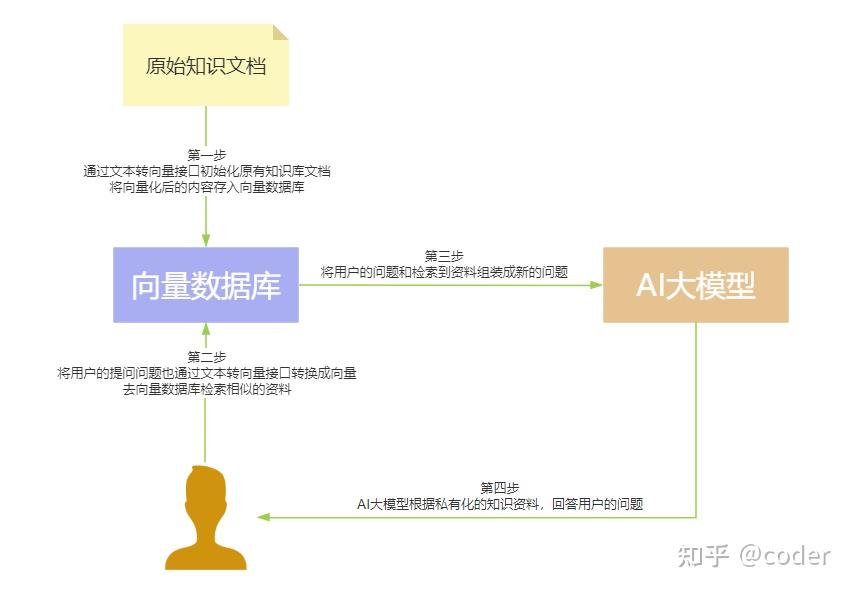 原始知识文档
第一步
通过文本转向量接口初始化原有知识库文档
将向量化后的内容存入向量数据库
向量数据库
第三步
将用户的问题和检索到资料组装成新的问题
AI大模型
第二步
将用户的提问问题也通过文本转向量接口转换成向量
去向量数据库检索相似的资料
第四步
AI大模型根据私有化的知识资料，回答用户的问题
知乎 @coder